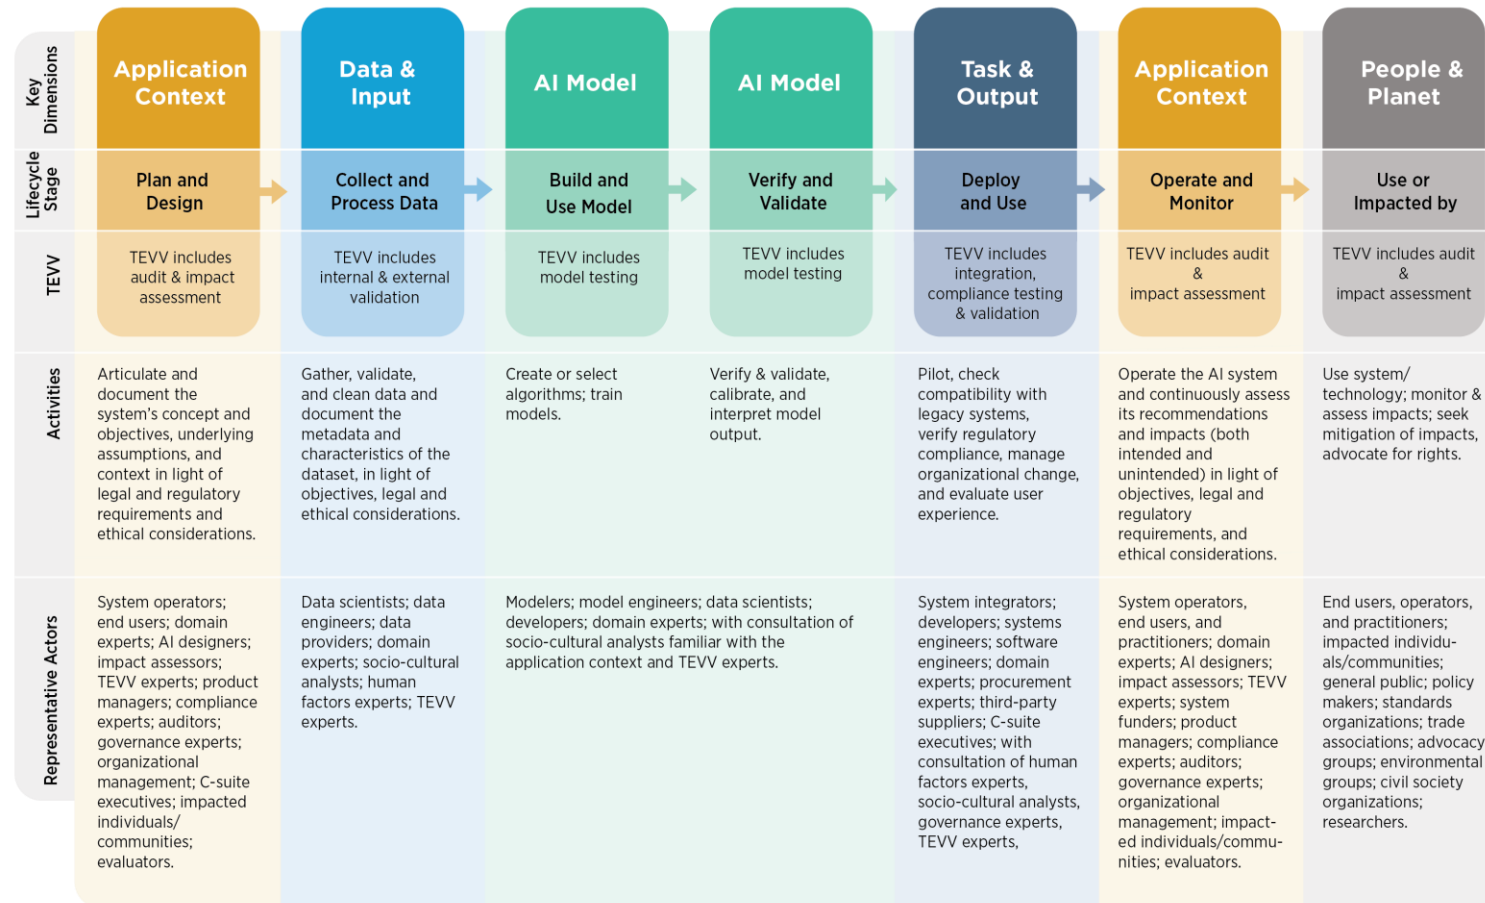 Key
Dimensions
Application
Context
Data &
Input
AI Model
AI Model
Task &
Output
Application
Context
People &
Planet
Lifecycle
Stage
Plan and
Design
Collect and
Process Data
Build and
Use Model
Verify and
Validate
Deploy
and Use
Operate and
Monitor
Use or
Impacted by
TEVV
TEVV includes
audit & impact
assessment
TEVV includes
internal & external
validation
TEVV includes
model testing
TEVV includes
model testing
TEVV includes
integration,
compliance testing
& validation
TEVV includes audit
&
impact assessment
TEVV includes audit
&
impact assessment
Activities
Articulate and
document the
system’s concept and
objectives, underlying
assumptions, and
context in light of
legal and regulatory
requirements and
ethical considerations.
Gather, validate,
and clean data and
document the
metadata and
characteristics of the
dataset, in light of
objectives, legal and
ethical considerations.
Create or select
algorithms; train
models.
Verify & validate,
calibrate, and
interpret model
output.
Pilot, check
compatibility with
legacy systems,
verify regulatory
compliance, manage
organizational change,
and evaluate user
experience.
Operate the AI system
and continuously assess
its recommendations
and impacts (both
intended and
unintended) in light of
objectives, legal and
regulatory
requirements, and
ethical considerations.
Use system/
technology; monitor &
assess impacts; seek
mitigation of impacts,
advocate for rights.
Representative Actors
System operators;
end users; domain
experts; AI designers;
impact assessors;
TEVV experts; product
managers; compliance
experts; auditors;
governance experts;
organizational
management; C-suite
executives; impacted
individuals/
communities;
evaluators.
Data scientists; data
engineers; data
providers; domain
experts; socio-cultural
analysts; human
factors experts; TEVV
experts.
Modelers; model engineers; data scientists;
developers; domain experts; with consultation of
socio-cultural analysts familiar with the
application context and TEVV experts.
System integrators;
developers; systems
engineers; software
engineers; domain
experts; procurement
experts; third-party
suppliers; C-suite
executives; with
consultation of human
factors experts,
socio-cultural analysts,
governance experts,
TEVV experts,
System operators,
end users, and
practitioners; domain
experts; AI designers;
impact assessors; TEVV
experts; system
funders; product
managers; compliance
experts; auditors;
governance experts;
organizational
management; impact-
ed individuals/commu-
nities; evaluators.
End users, operators,
and practitioners;
impacted individu-
als/communities;
general public; policy
makers; standards
organizations; trade
associations; advocacy
groups; environmental
groups; civil society
organizations;
researchers.